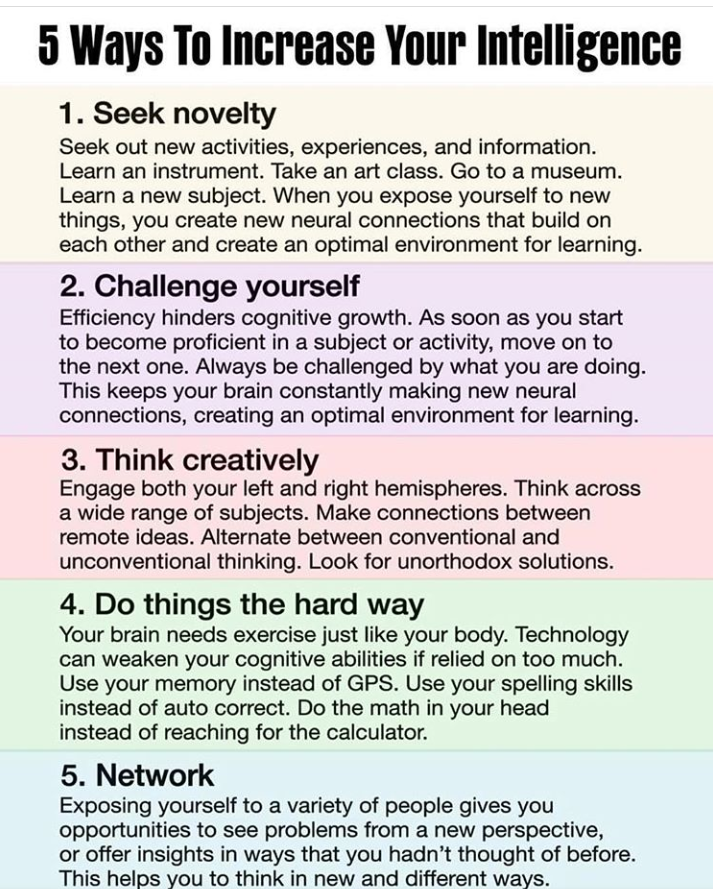 5 Ways To Increase Your Intelligence
1. Seek novelty
Seek out new activities, experiences, and information.
Learn an instrument. Take an art class. Go to a museum.
Learn a new subject. When you expose yourself to new
things, you create new neural connections that build on
each other and create an optimal environment for learning.
2. Challenge yourself
Efficiency hinders cognitive growth. As soon as you start
to become proficient in a subject or activity, move on to
the next one. Always be challenged by what you are doing.
This keeps your brain constantly making new neural
connections, creating an optimal environment for learning.
3. Think creatively
Engage both your left and right hemispheres. Think across
a wide range of subjects. Make connections between
remote ideas. Alternate between conventional and
unconventional thinking. Look for unorthodox solutions.
4. Do things the hard way
Your brain needs exercise just like your body. Technology
can weaken your cognitive abilities if relied on too much.
Use your memory instead of GPS. Use your spelling skills
instead of auto correct. Do the math in your head
instead of reaching for the calculator.
5. Network
Exposing yourself to a variety of people gives you
opportunities to see problems from a new perspective,
or offer insights in ways that you hadn't thought of before.
This helps you to think in new and different ways.